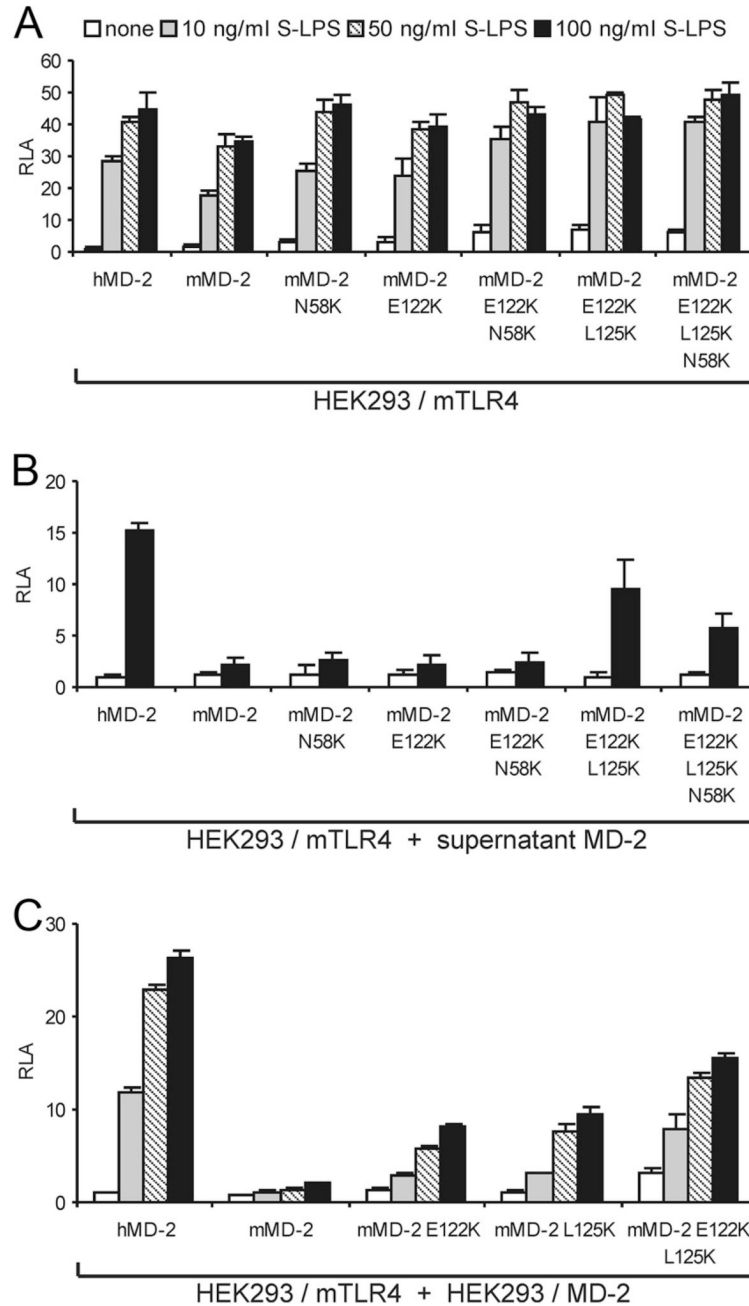 A
none 10 ng/ml S-LPS 50 ng/ml S-LPS 100 ng/ml S-LPS
60
50
40
30
20
10
0
RLA
hMD-2 mMD-2 mMD-2 mMD-2 mMD-2 mMD-2 mMD-2
N58K E122K E122K E122K E122K
N58K L125K L125K
N58K
HEK293 / mTLR4
B
20
15
10
5
0
RLA
hMD-2 mMD-2 mMD-2 mMD-2 mMD-2 mMD-2 mMD-2
N58K E122K E122K E122K E122K
N58K L125K L125K
N58K
HEK293 / mTLR4 + supernatant MD-2
C
30
20
10
0
RLA
hMD-2 mMD-2 mMD-2 E122K mMD-2 L125K mMD-2 E122K
L125K
HEK293 / mTLR4 + HEK293 / MD-2